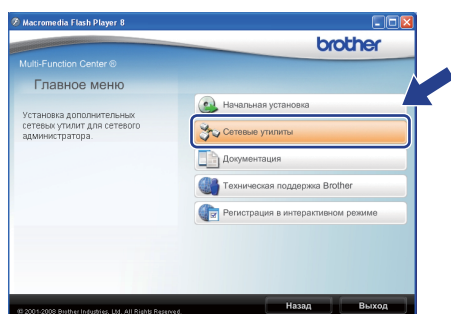 Macromedia Flash Player 8
brother
Multi-Function Center ®
Главное меню
Установка дополнительных
сетевых утилит для сетевого
администратора.
Начальная установка
Сетевые утилиты
Документация
Техническая поддержка Brother
Регистрация в интерактивном режиме
© 2001-2008 Brother Industries, Ltd. All Rights Reserved.
Назад
Выход